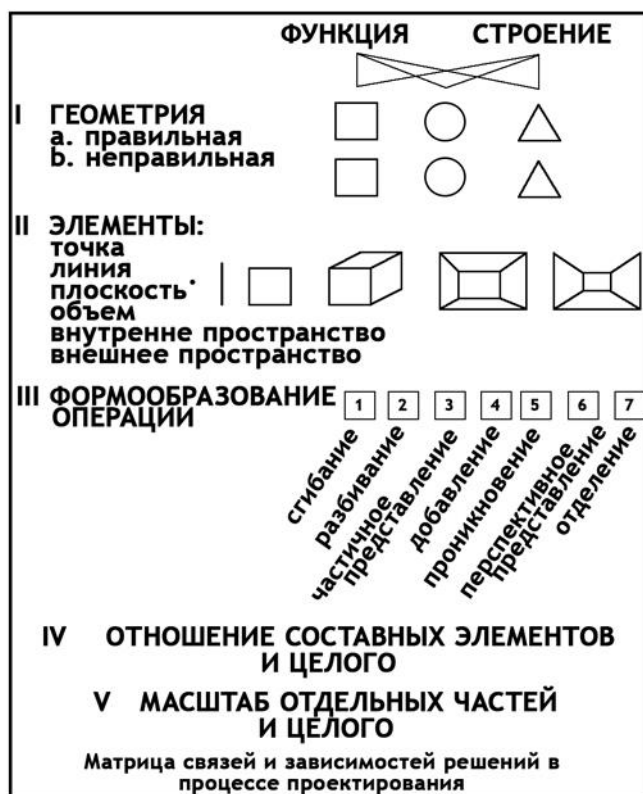 ФУНКЦИЯ СТРОЕНИЕ
I ГЕОМЕТРИЯ
a. правильная
b. неправильная
II ЭЛЕМЕНТЫ:
точка
линия
плоскость
объем
внутренне пространство
внешнее пространство
III ФОРМООБРАЗОВАНИЕ
ОПЕРАЦИИ
1 2 3 4 5 6 7
сгибание
разбивание
частичное
представление
добавление
проникновение
перспективное
представление
отделение
IV ОТНОШЕНИЕ СОСТАВНЫХ ЭЛЕМЕНТОВ
И ЦЕЛОГО
V МАСШТАБ ОТДЕЛЬНЫХ ЧАСТЕЙ
И ЦЕЛОГО
Матрица связей и зависимостей решений в
процессе проектирования